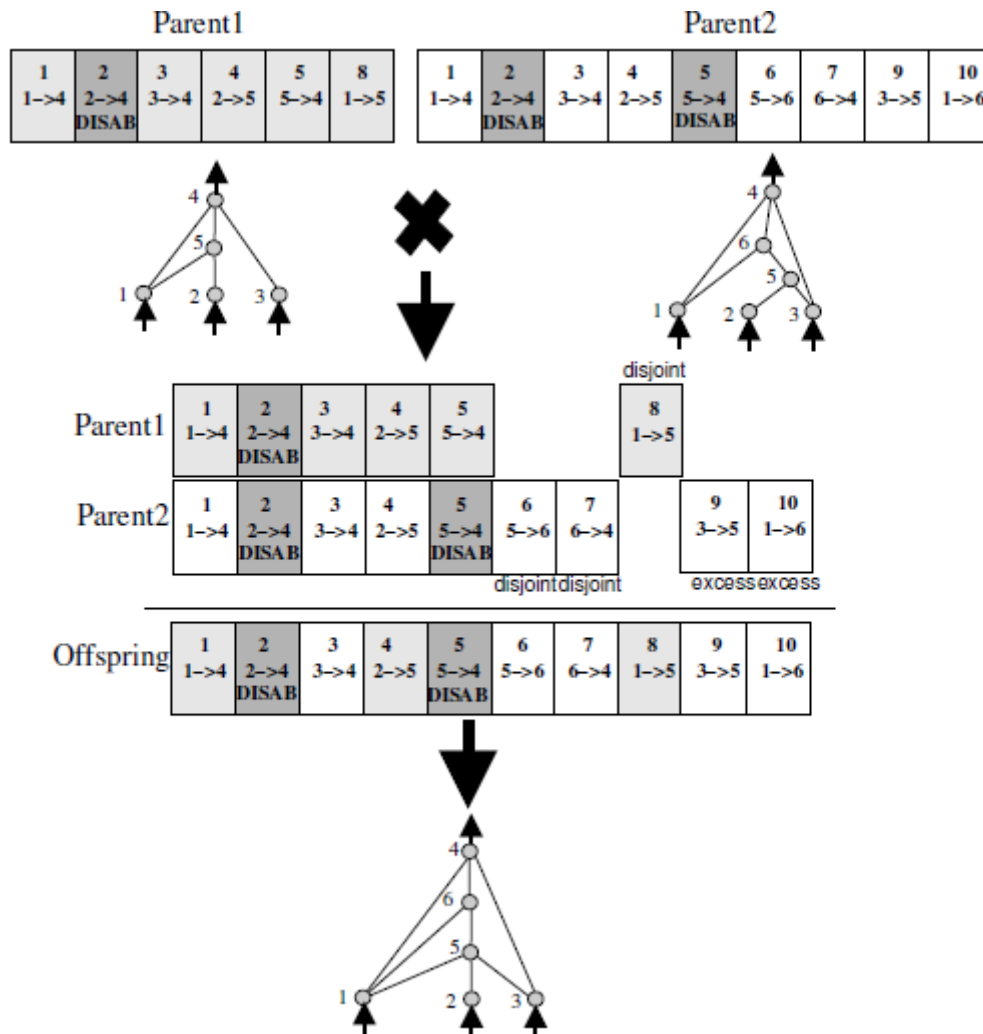 Parent1
Parent2
1 2 3 4 5 8
1->4 2->4 3->4 2->5 5->4 1->5
DISAB
1 2 3 4 5 6 7 9 10
1->4 2->4 3->4 2->5 5->4 5->6 6->4 3->5 1->6
DISAB DISAB
4
5
1 2 3
4
6
5
1 2 3
disjoint
Parent1
1 2 3 4 5 8
1->4 2->4 3->4 2->5 5->4 1->5
DISAB
Parent2
1 2 3 4 5 6 7 9 10
1->4 2->4 3->4 2->5 5->4 5->6 6->4 3->5 1->6
DISAB DISAB
disjoint disjoint excess excess
Offspring
1 2 3 4 5 6 7 8 9 10
1->4 2->4 3->4 2->5 5->4 5->6 6->4 1->5 3->5 1->6
DISAB DISAB
4
6
5
1 2 3